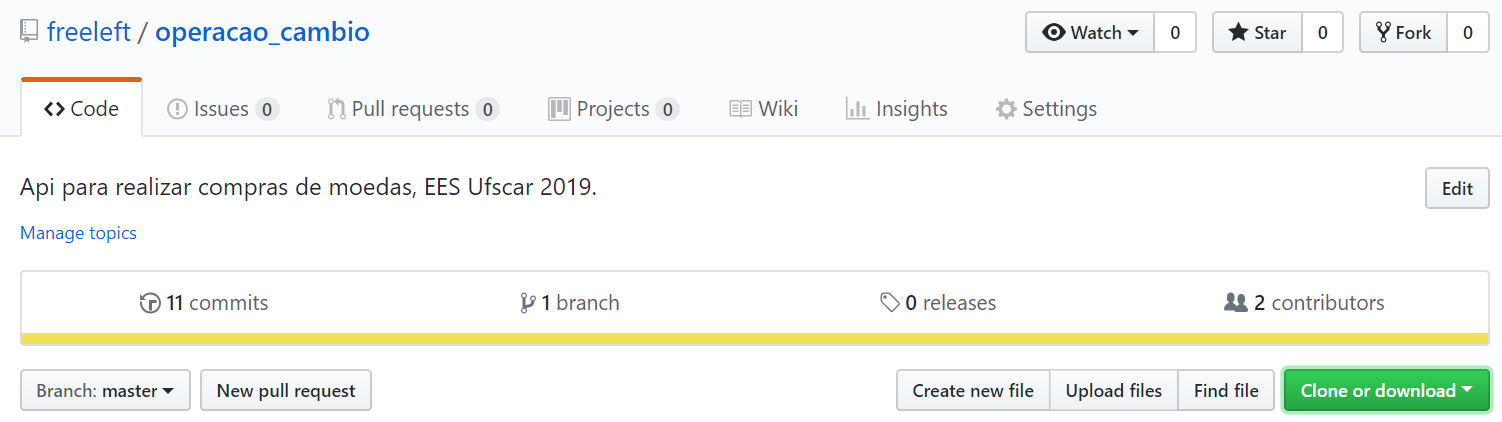 freeleft / operacao_cambio
Watch 0 Star 0 Fork 0
Code Issues 0 Pull requests 0 Projects 0 Wiki Insights Settings
Api para realizar compras de moedas, EES Ufscar 2019.
Edit
Manage topics
11 commits 1 branch 0 releases 2 contributors
Branch: master New pull request Create new file Upload files Find file Clone or download